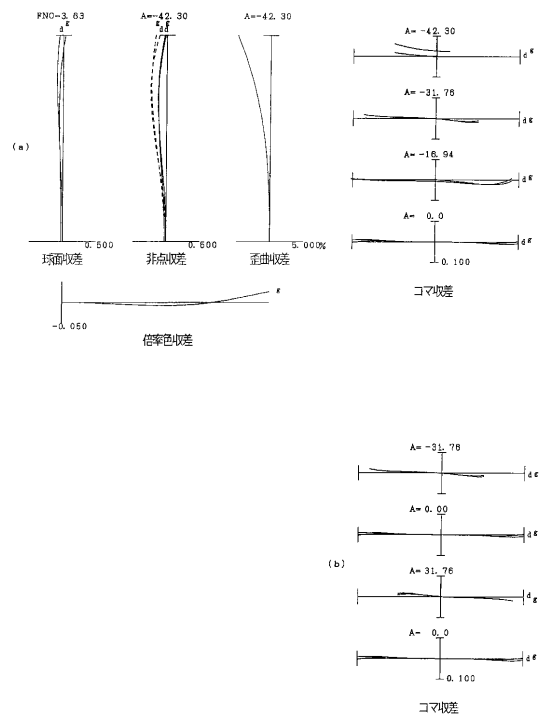 FNO=3.63
d g
A=-42.30
g g
d d
A=-42.30
(a)
0.500
球面収差
0.500
非点収差
5.000%
歪曲収差
g
-0.050
倍率色収差
A=-42.30
d g
A=-31.76
d g
A=-16.94
d g
A= 0.0
d g
0.100
コマ収差
(b)
A=-31.76
d g
A=0.00
d g
A=31.76
d g
A= 0.0
d g
0.100
コマ収差